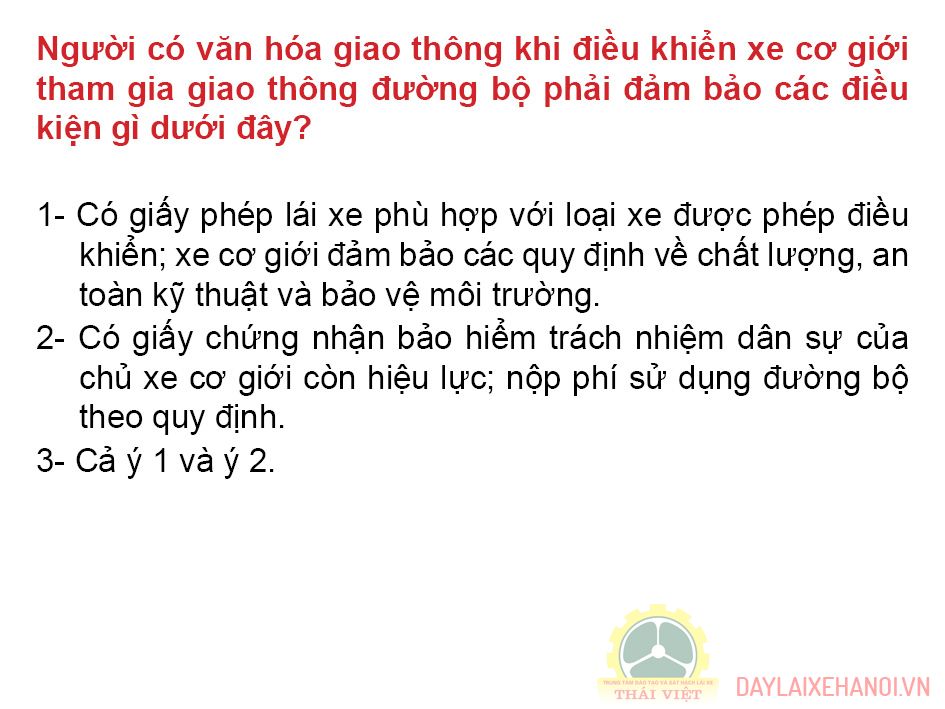 Người có văn hóa giao thông khi điều khiển xe cơ giới
tham gia giao thông đường bộ phải đảm bảo các điều
kiện gì dưới đây?
1- Có giấy phép lái xe phù hợp với loại xe được phép điều
khiển; xe cơ giới đảm bảo các quy định về chất lượng, an
toàn kỹ thuật và bảo vệ môi trường.
2- Có giấy chứng nhận bảo hiểm trách nhiệm dân sự của
chủ xe cơ giới còn hiệu lực; nộp phí sử dụng đường bộ
theo quy định.
3- Cả ý 1 và ý 2.
TRUNG TÂM ĐÀO TẠO VÀ SÁT HẠCH LÁI XE
THÁI VIỆT
DAYLAIXEHANOI.VN